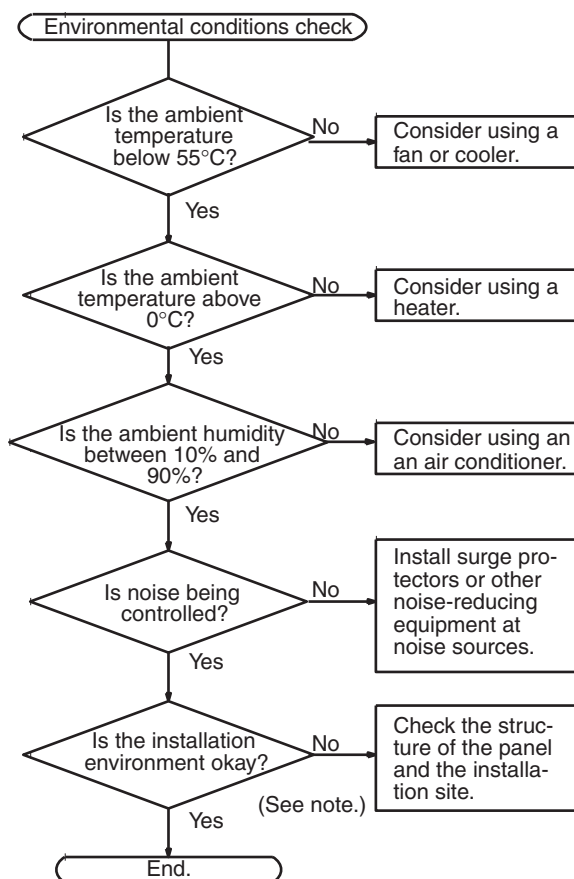 Environmental conditions check
Is the ambient
temperature
below 55°C?
No
Consider using a
fan or cooler.
Yes
Is the ambient
temperature above
0°C?
No
Consider using a
heater.
Yes
Is the ambient humidity
between 10% and
90%?
No
Consider using an
an air conditioner.
Yes
Is noise being
controlled?
No
Install surge pro-
tectors or other
noise-reducing
equipment at
noise sources.
Yes
Is the installation
environment okay?
No
Check the struc-
ture of the panel
and the installa-
tion site.
(See note.)
Yes
End.